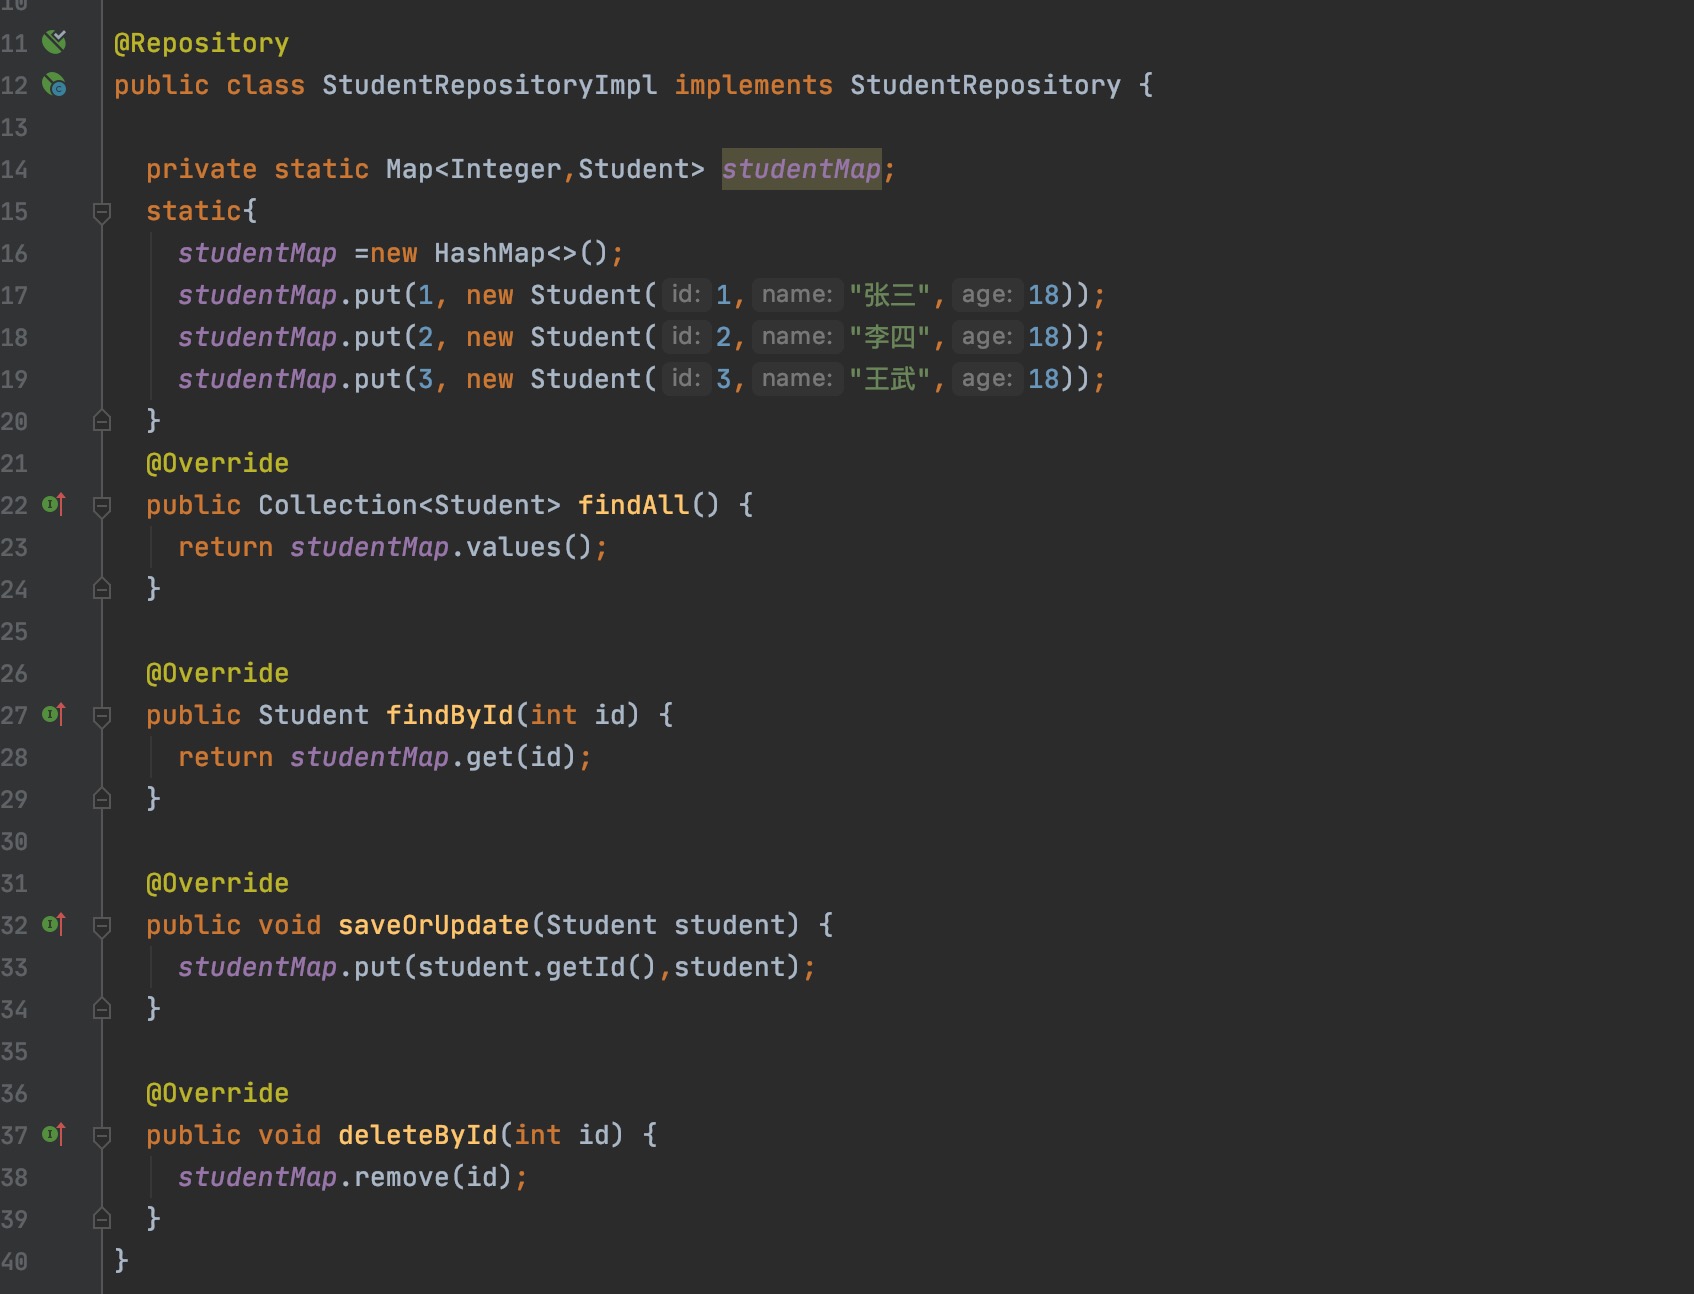 10
11 @Repository
12 public class StudentRepositoryImpl implements StudentRepository {
13
14 private static Map<Integer,Student> studentMap;
15 static{
16 studentMap =new HashMap<>();
17 studentMap.put(1, new Student( id: 1, name: "张三", age: 18));
18 studentMap.put(2, new Student( id: 2, name: "李四", age: 18));
19 studentMap.put(3, new Student( id: 3, name: "王武", age: 18));
20 }
21 @Override
22 public Collection<Student> findAll() {
23 return studentMap.values();
24 }
25
26 @Override
27 public Student findById(int id) {
28 return studentMap.get(id);
29 }
30
31 @Override
32 public void saveOrUpdate(Student student) {
33 studentMap.put(student.getId(),student);
34 }
35
36 @Override
37 public void deleteById(int id) {
38 studentMap.remove(id);
39 }
40 }